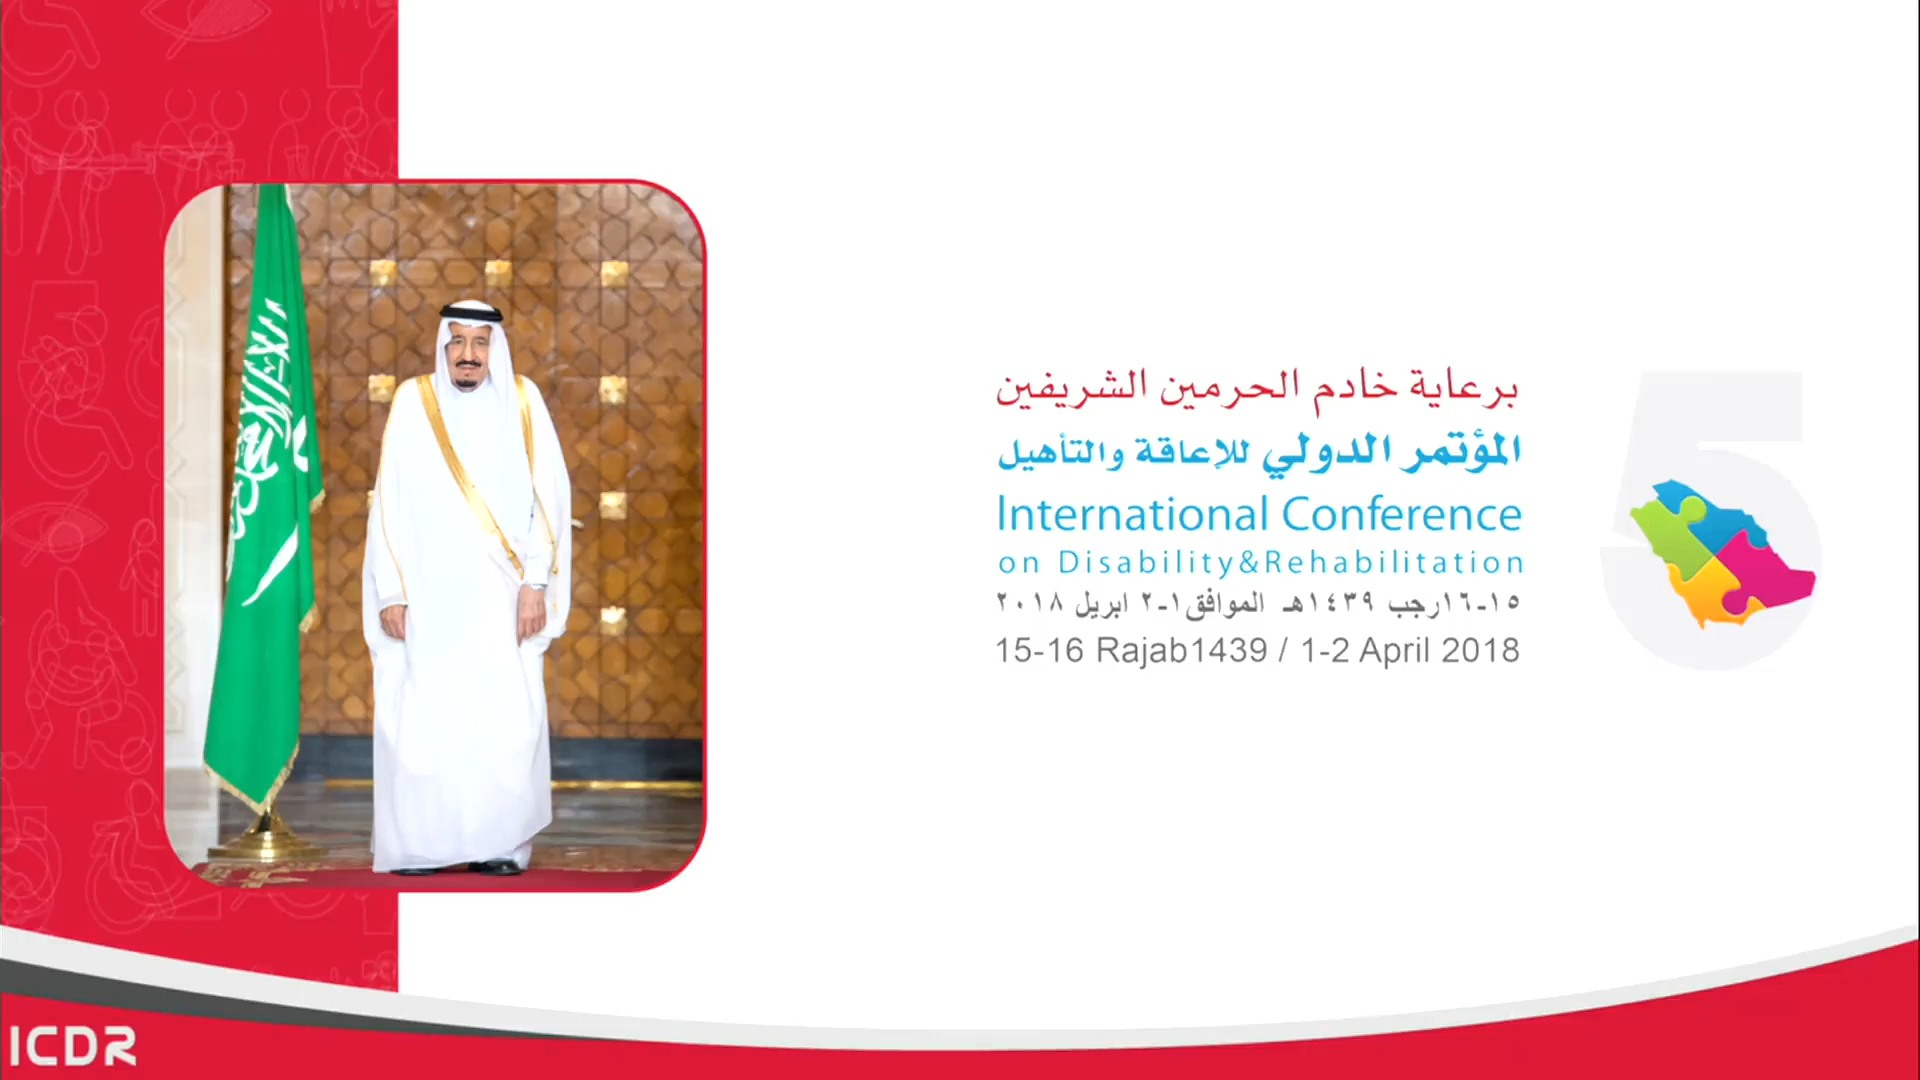 برعاية خادم الحرمين الشريفين
المؤتمر الدولي للإعاقة والتأهيل
International Conference
on Disability&Rehabilitation
١٥-١٦رجب ١٤٣٩هـ الموافق١-٢ ابريل ٢٠١٨
15-16 Rajab1439 / 1-2 April 2018
5
ICDR